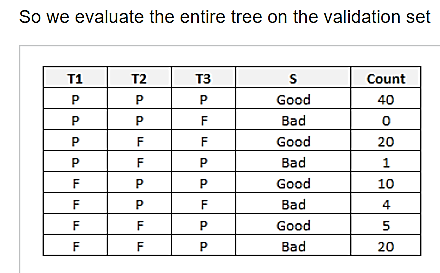 So we evaluate the entire tree on the validation set
T1 T2 T3 S Count
P P P Good 40
P P F Bad 0
P F F Good 20
P F P Bad 1
F P P Good 10
F P F Bad 4
F F P Good 5
F F P Bad 20